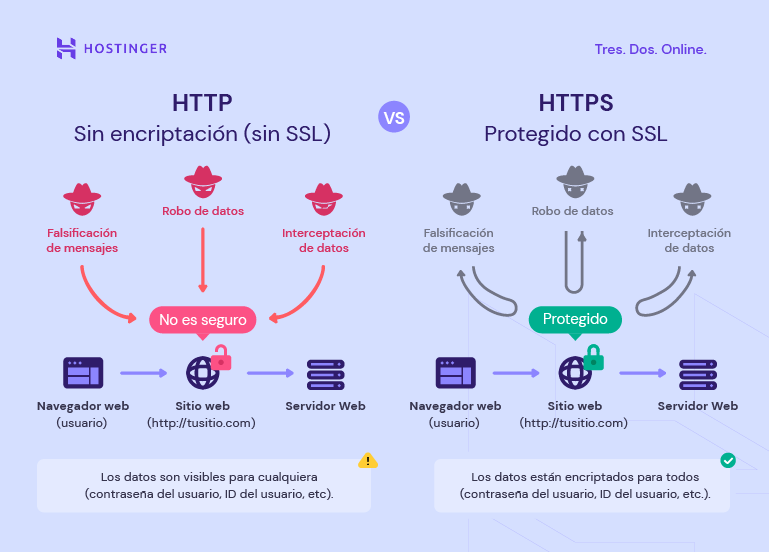 HOSTINGER
Tres. Dos. Online.
HTTP
Sin encriptación (sin SSL)
VS
HTTPS
Protegido con SSL
Falsificación
de mensajes
Robo de datos
Interceptación
de datos
No es seguro
Navegador web
(usuario)
Sitio web
(http://tusitio.com)
Servidor Web
Los datos son visibles para cualquiera
(contraseña del usuario, ID del usuario, etc).
Falsificación
de mensajes
Robo de datos
Interceptación
de datos
Protegido
Navegador web
(usuario)
Sitio web
(http://tusitio.com)
Servidor Web
Los datos están encriptados para todos
(contraseña del usuario, ID del usuario, etc.).